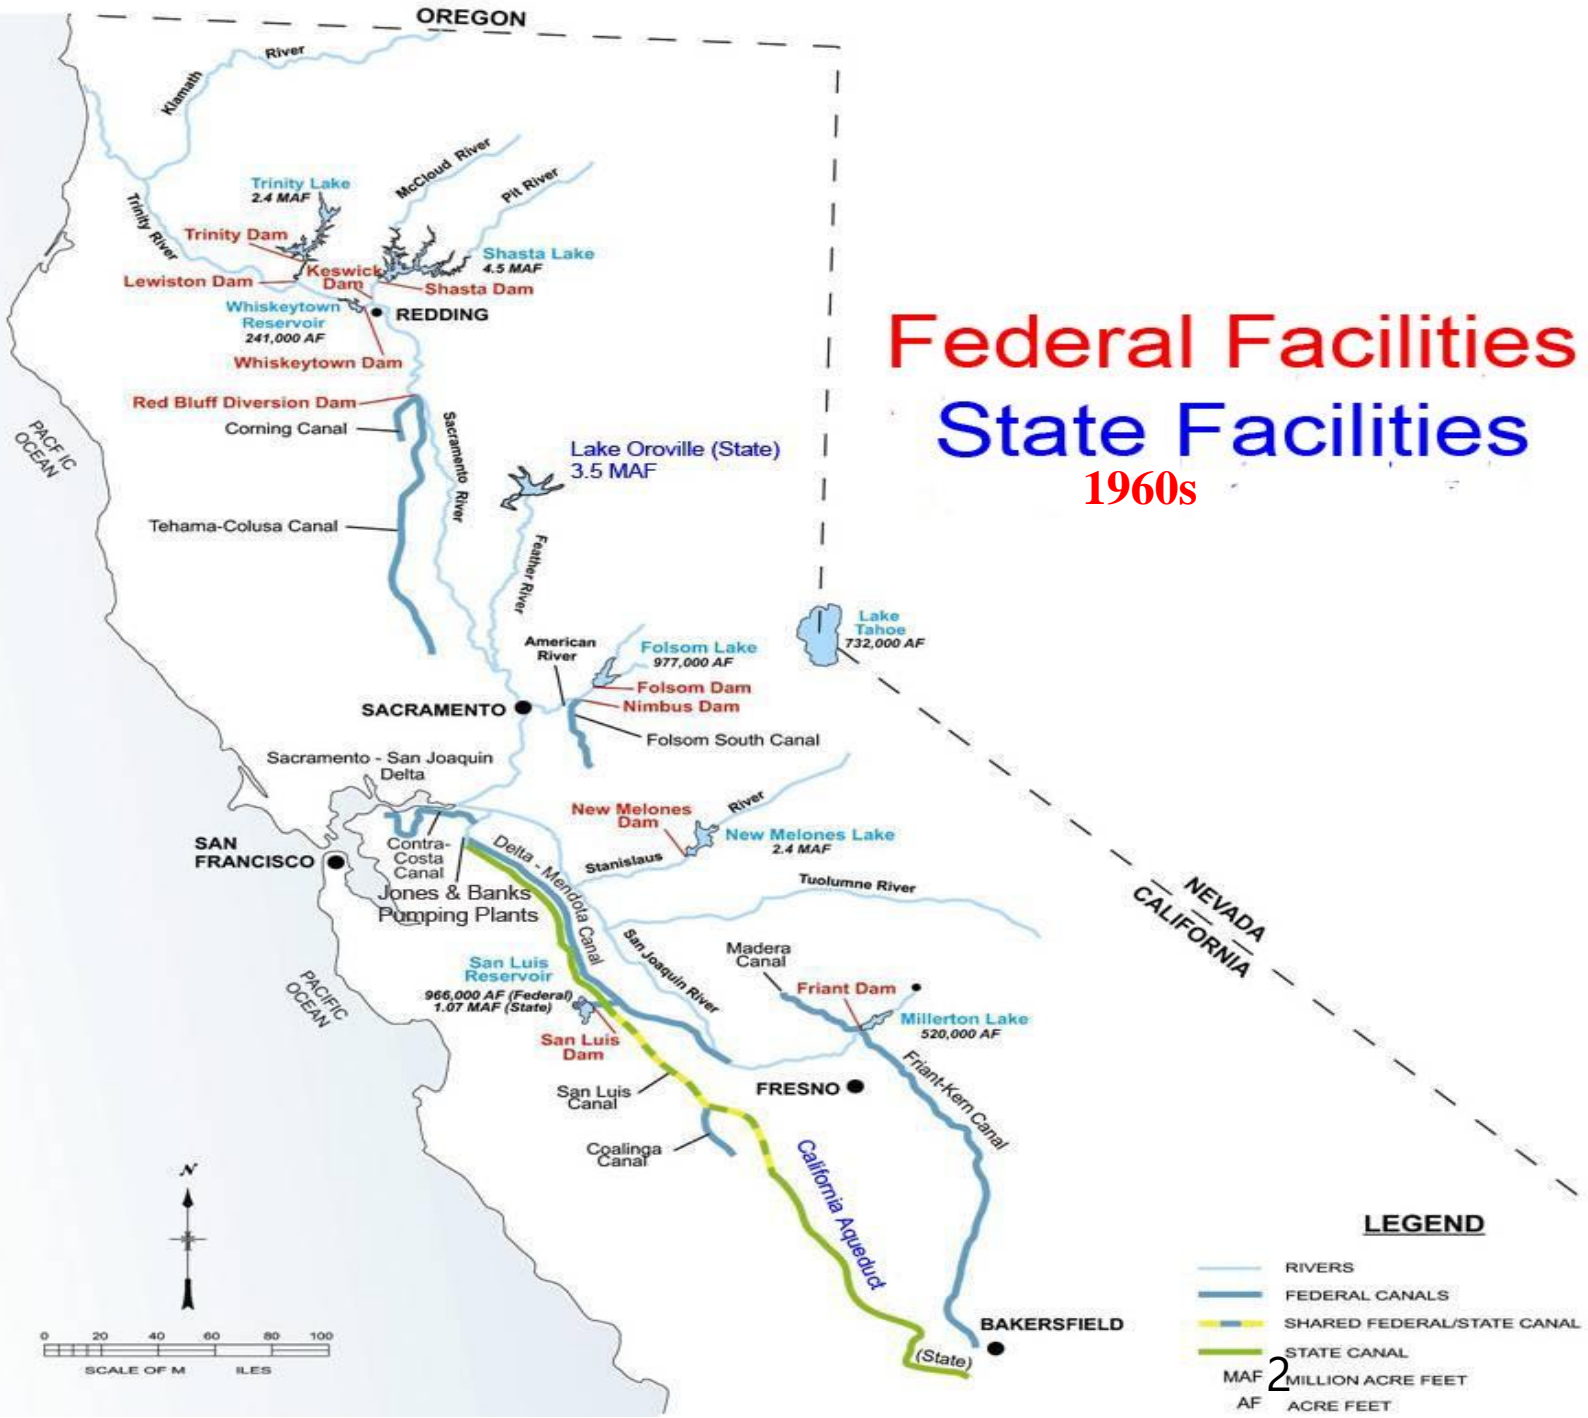 OREGON
Klamath
River
McCloud River
Pit River
Trinity Lake
2.4 MAF
Trinity River
Trinity Dam
Shasta Lake
4.5 MAF
Keswick
Dam
Lewiston Dam
Shasta Dam
Whiskeytown
Reservoir
241,000 AF
REDDING
Whiskeytown Dam
Federal Facilities
State Facilities
1960s
Red Bluff Diversion Dam
Corning Canal
Sacramento River
PACF IC
OCEAN
Lake Oroville (State)
3.5 MAF
Tehama-Colusa Canal
Feather River
Lake
Tahoe
732,000 AF
American
River
Folsom Lake
977,000 AF
Folsom Dam
SACRAMENTO
Nimbus Dam
Folsom South Canal
Sacramento - San Joaquin
Delta
New Melones
Dam
River
New Melones Lake
2.4 MAF
SAN
FRANCISCO
Contra-
Costa
Canal
Delta - Mendota Canal
Stanislaus
Jones & Banks
Pumping Plants
Tuolumne River
NEVADA
CALIFORNIA
San Joaquin River
Madera
Canal
San Luis
Reservoir
966,000 AF (Federal)
1.07 MAF (State)
Friant Dam
Millerton Lake
520,000 AF
PACIFIC
OCEAN
San Luis
Dam
Friant-Kern Canal
San Luis
Canal
FRESNO
Coalinga
Canal
California Aqueduct
N
LEGEND
RIVERS
FEDERAL CANALS
SHARED FEDERAL/STATE CANAL
STATE CANAL
MAF MILLION ACRE FEET
AF ACRE FEET
2
BAKERSFIELD
(State)
0 20 40 60 80 100
SCALE OF M ILES